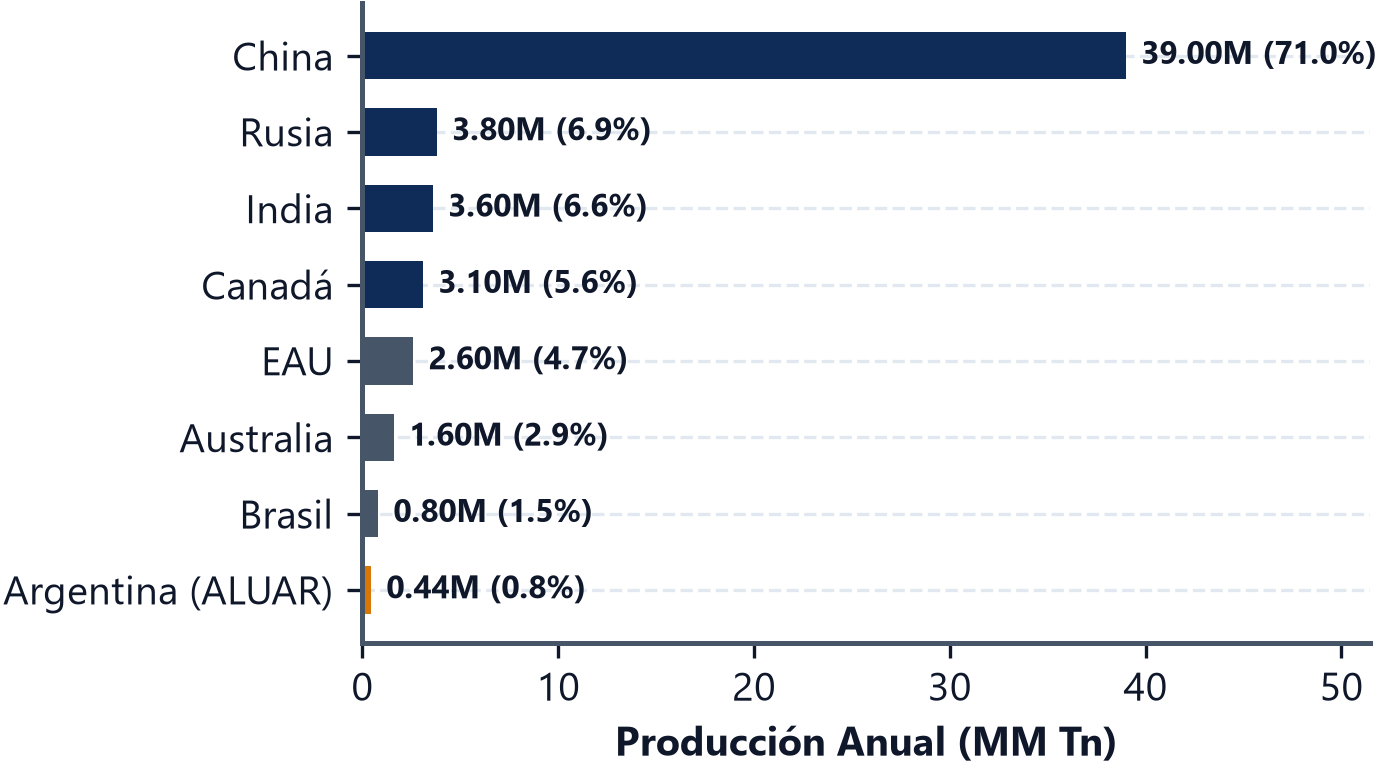 China 39.00M (71.0%)
Rusia 3.80M (6.9%)
India 3.60M (6.6%)
Canadá 3.10M (5.6%)
EAU 2.60M (4.7%)
Australia 1.60M (2.9%)
Brasil 0.80M (1.5%)
Argentina (ALUAR) 0.44M (0.8%)
0 10 20 30 40 50
Producción Anual (MM Tn)